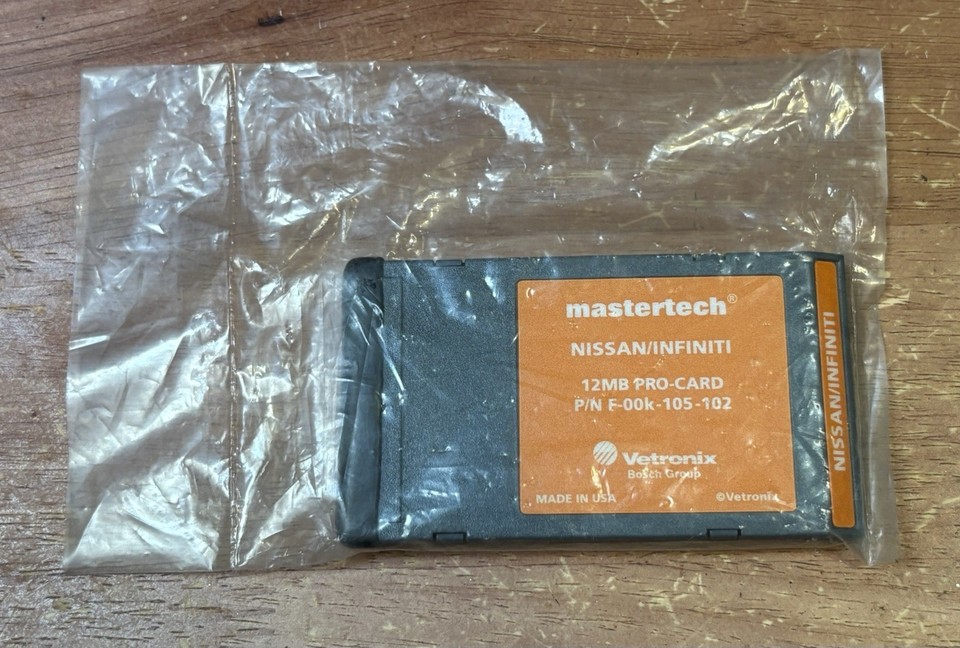 mastertech®
NISSAN/INFINITI
12MB PRO-CARD
P/N F-00k-105-102
Vetronix
Bosch Group
MADE IN USA
©Vetronix
NISSAN/INFINITI